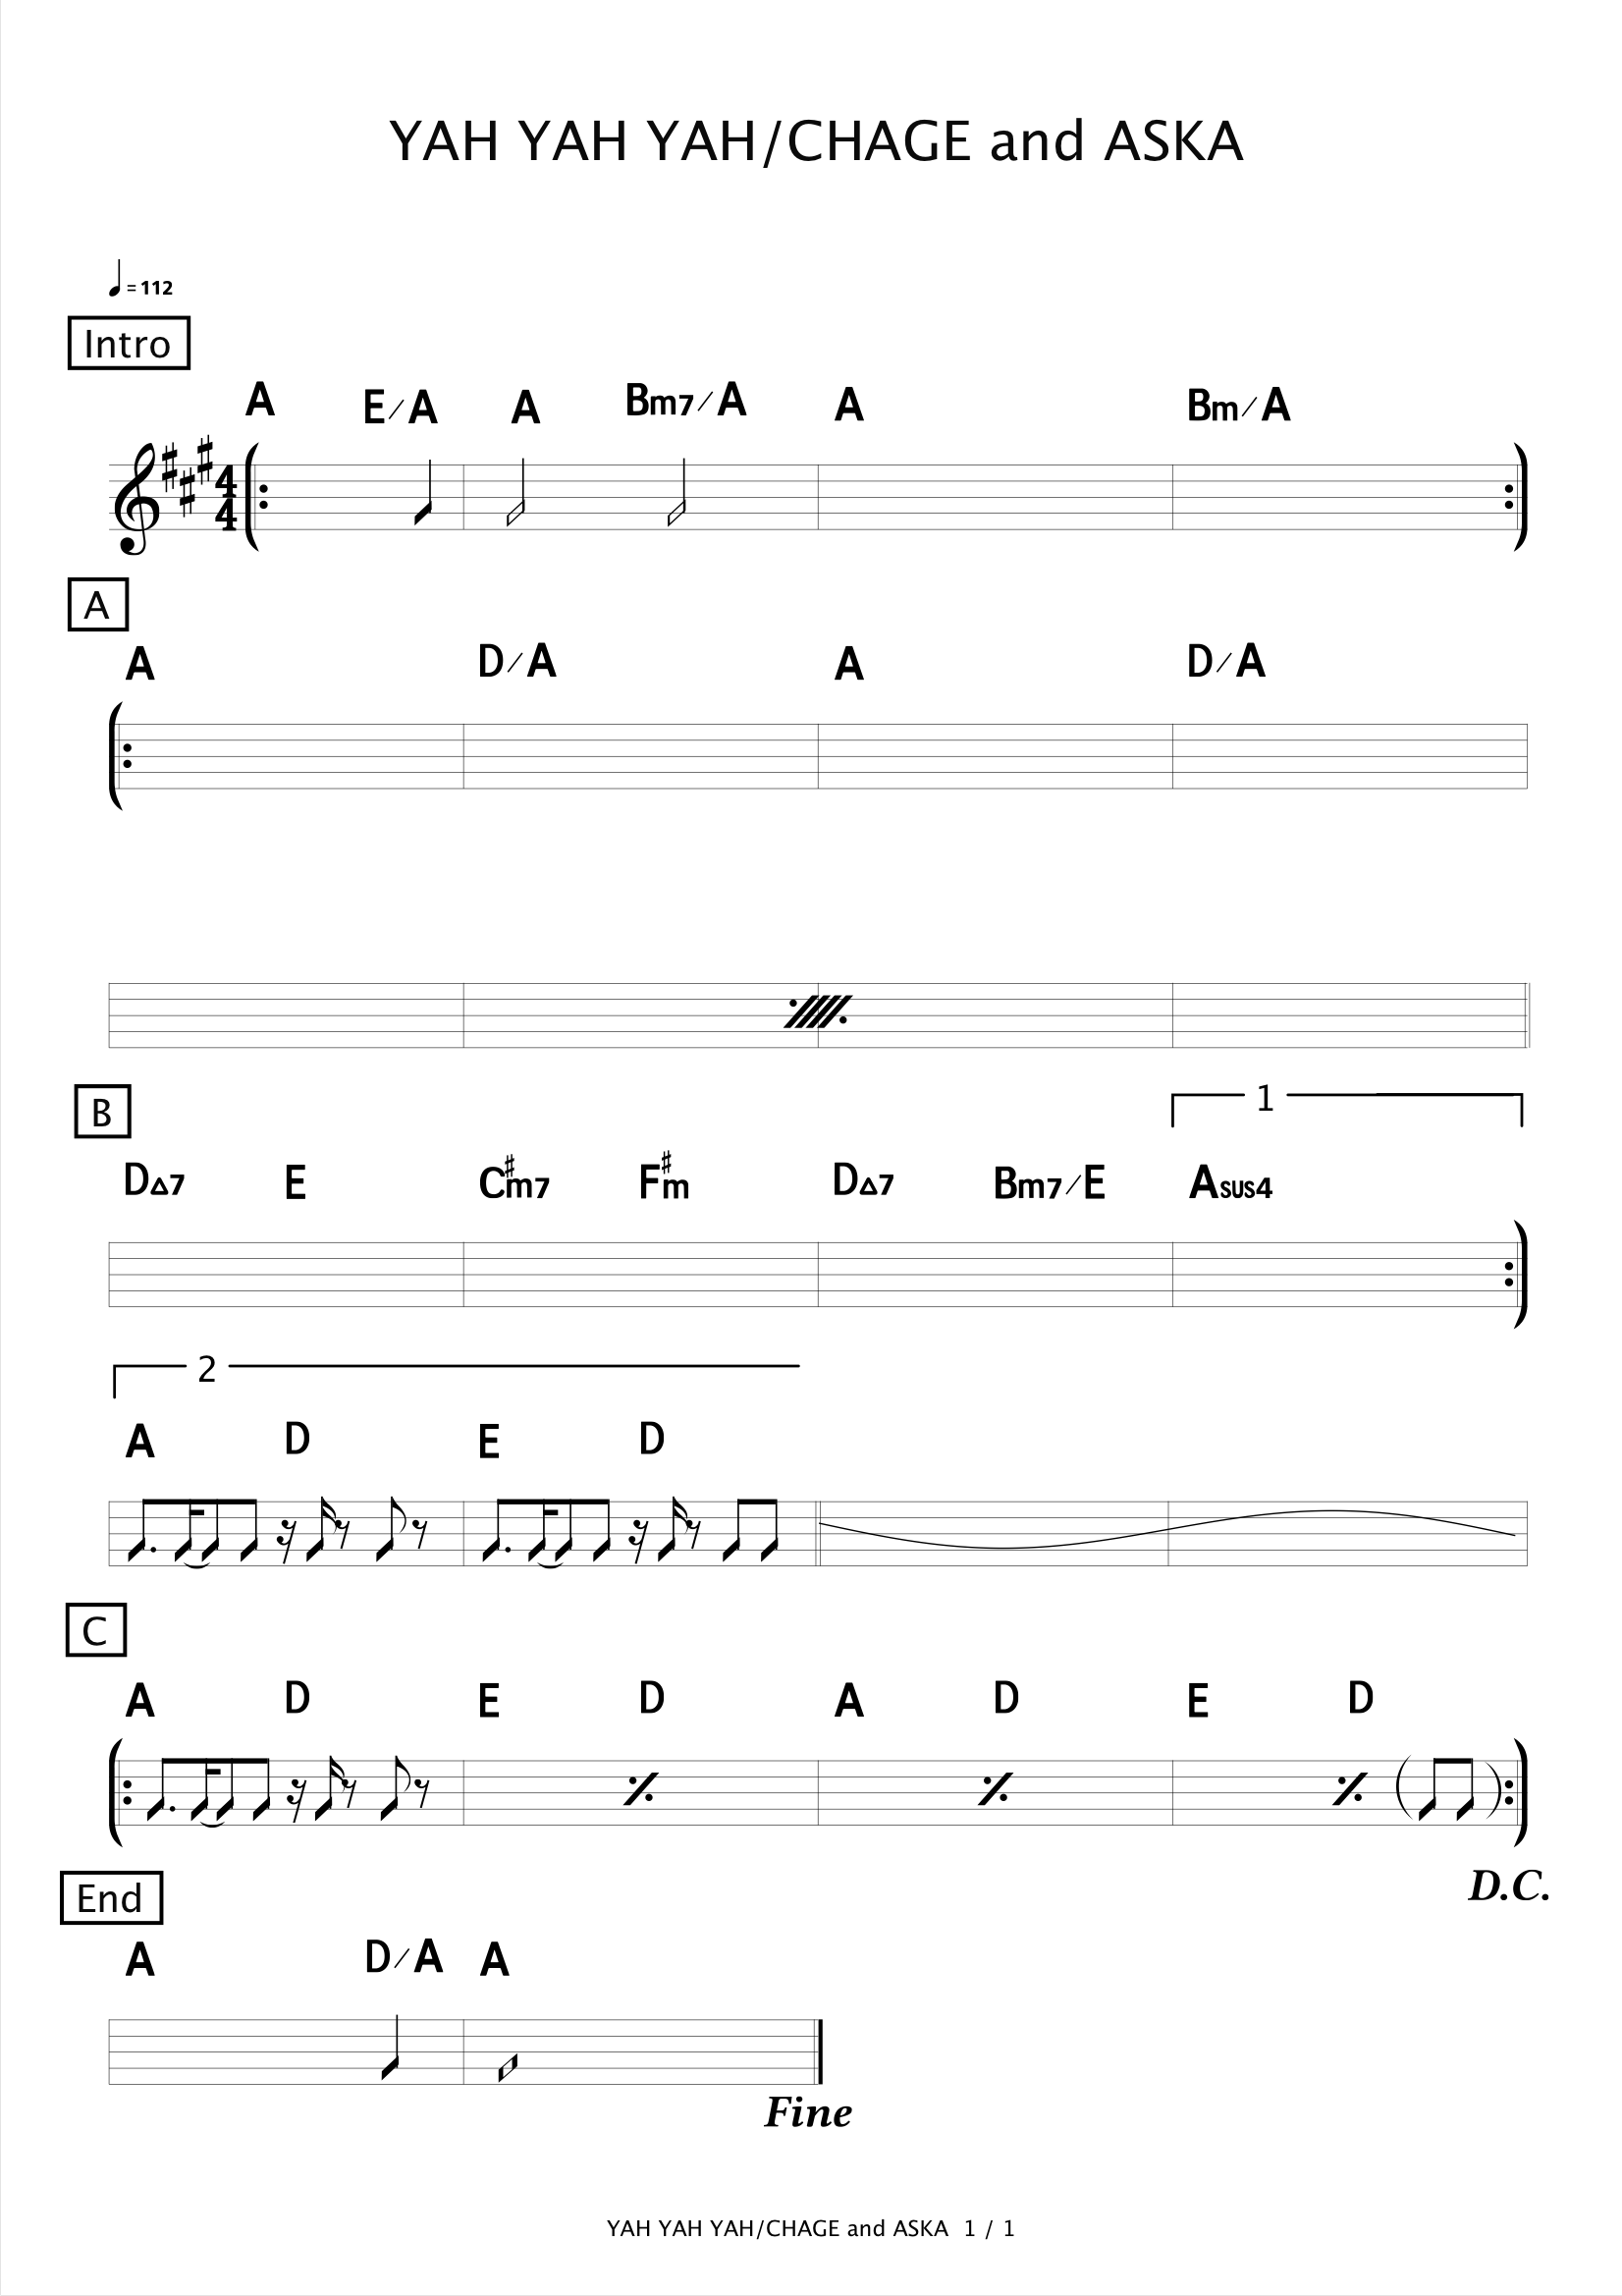 YAH YAH YAH/CHAGE and ASKA
= 112
Intro
A E/A A Bm7/A A Bm/A
4
4
A
A D/A A D/A
B
1
D△7 E C#m7 F#m D△7 Bm7/E Asus4
2
A D E D
C
A D E D A D E D
D.C.
End
A D/A A
Fine
YAH YAH YAH/CHAGE and ASKA 1 / 1